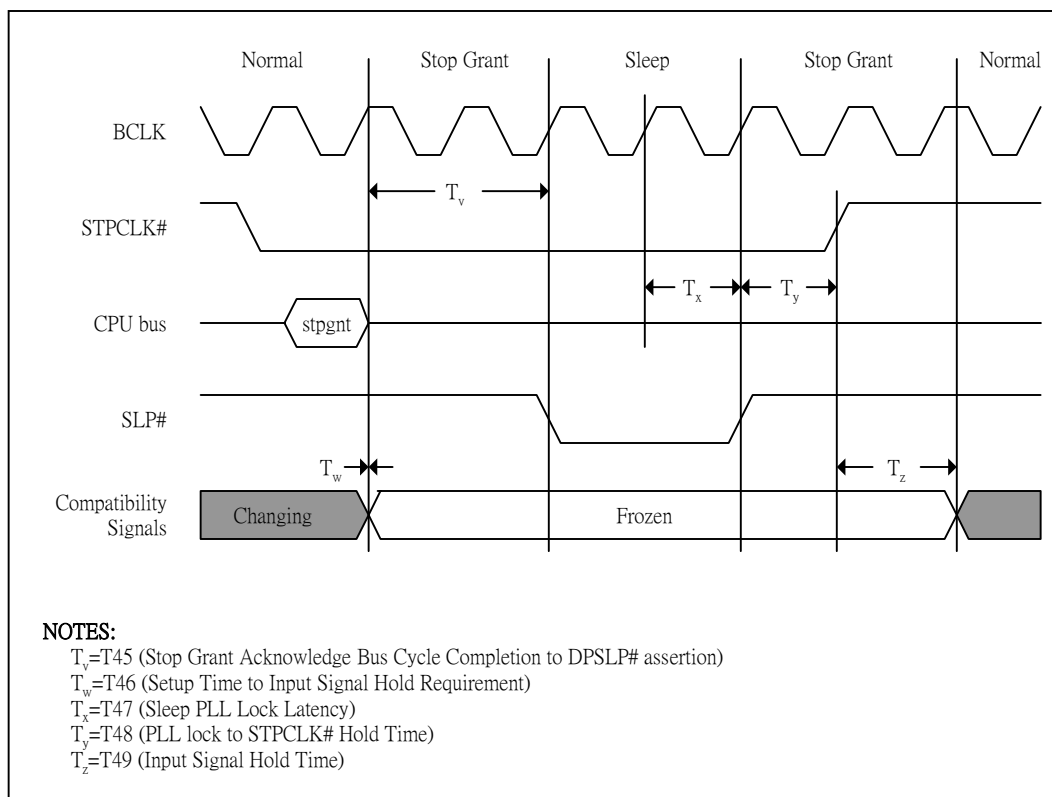 Normal Stop Grant Sleep Stop Grant Normal
BCLK
Tv
STPCLK#
Tx Ty
CPU bus stpgnt
SLP#
Tw Tz
Compatibility
Signals
Changing Frozen
NOTES:
Tv=T45 (Stop Grant Acknowledge Bus Cycle Completion to DPSLP# assertion)
Tw=T46 (Setup Time to Input Signal Hold Requirement)
Tx=T47 (Sleep PLL Lock Latency)
Ty=T48 (PLL lock to STPCLK# Hold Time)
Tz=T49 (Input Signal Hold Time)